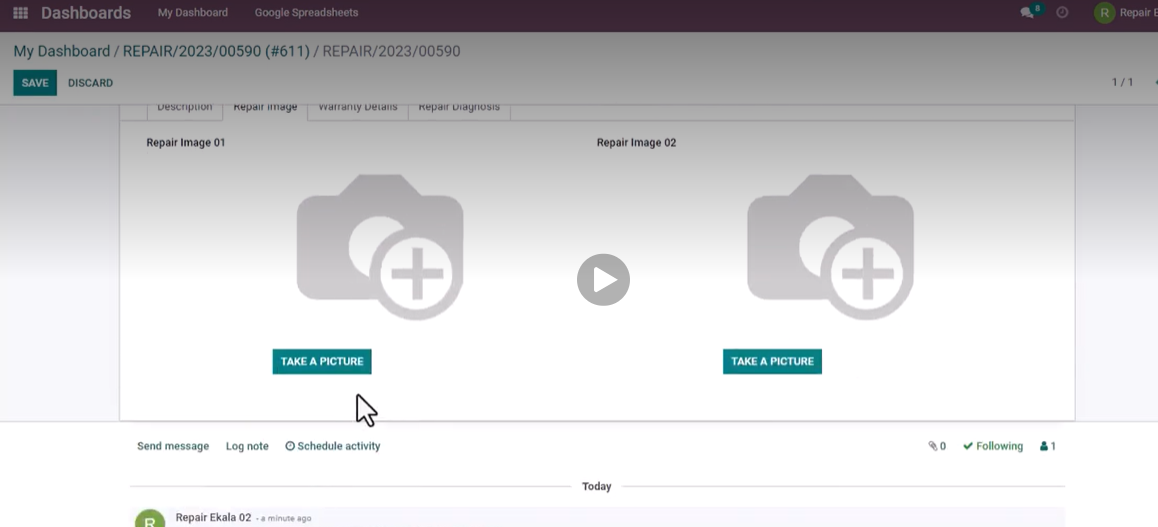 Dashboards My Dashboard Google Spreadsheets 8 R Repair E
My Dashboard / REPAIR/2023/00590 (#611) / REPAIR/2023/00590
SAVE DISCARD 1 / 1
Description Repair Image Warranty Details Repair Diagnosis
Repair Image 01 Repair Image 02
TAKE A PICTURE TAKE A PICTURE
Send message Log note Schedule activity 0 Following 1
Today
R Repair Ekala 02 - a minute ago